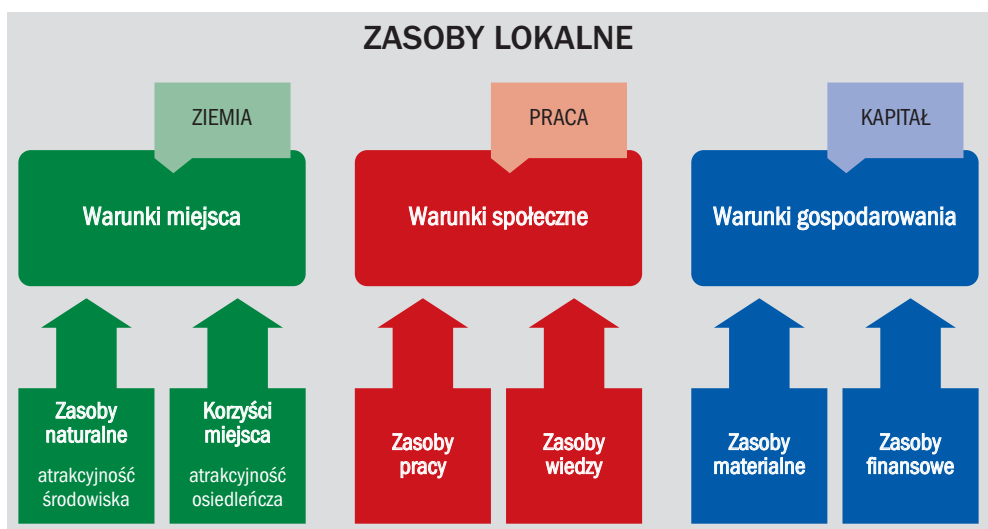 ZASOBY LOKALNE
ZIEMIA
PRACA
KAPITAŁ
Warunki miejsca
Warunki społeczne
Warunki gospodarowania
Zasoby
naturalne
atrakcyjność
środowiska
Korzyści
miejsca
atrakcyjność
osiedleńcza
Zasoby
pracy
Zasoby
wiedzy
Zasoby
materialne
Zasoby
finansowe